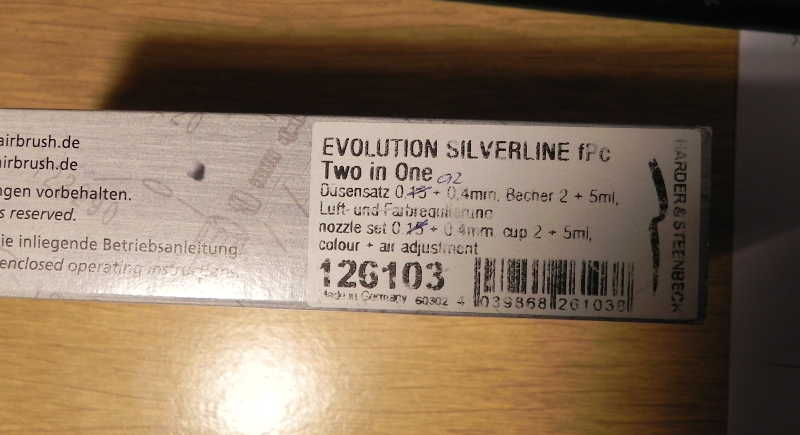 airbrush.de
airbrush.de
ngen vorbehalten.
s reserved.
ie inliegende Betriebsanleitung.
enclosed operating instructions.
EVOLUTION SILVERLINE fPc
Two in One
0,2
Düsensatz 0,15 + 0,4mm, Becher 2 + 5ml,
Luft- und Farbregulierung
nozzle set 0,15 + 0,4mm, cup 2 + 5ml,
colour + air adjustment
126103
Made in Germany 60302 4 039868 261038
HARDER & STEENBECK